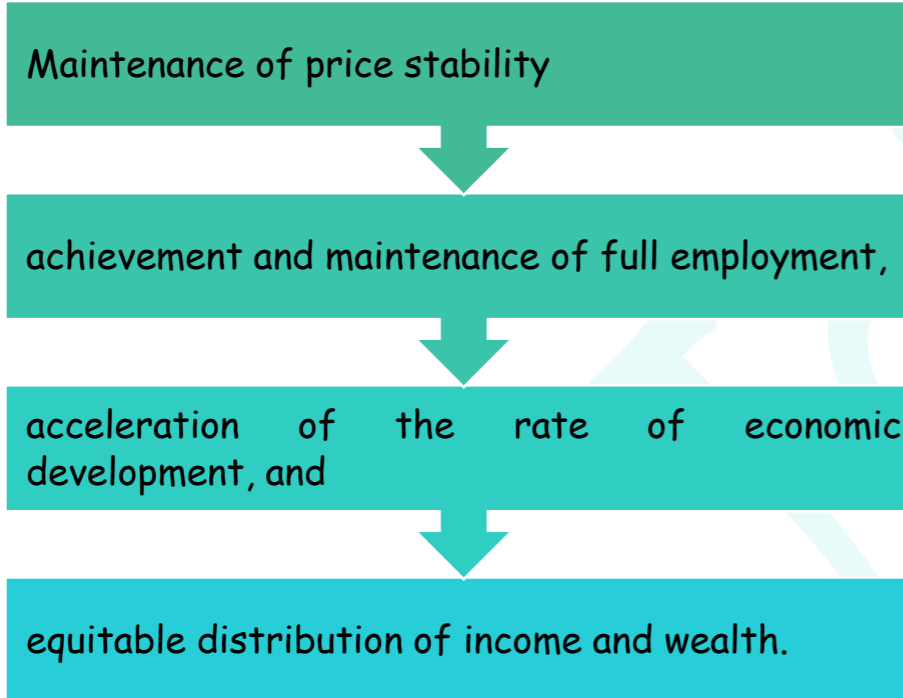 Maintenance of price stability
achievement and maintenance of full employment,
acceleration of the rate of economic
development, and
equitable distribution of income and wealth.